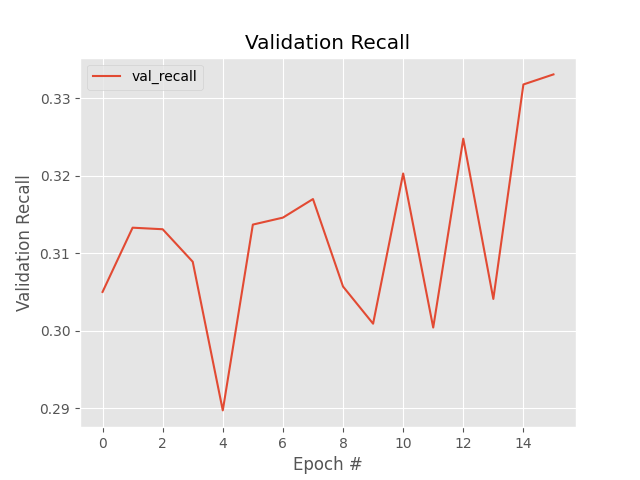 Validation Recall
val_recall
0.33
0.32
0.31
0.30
0.29
Validation Recall
0 2 4 6 8 10 12 14
Epoch #